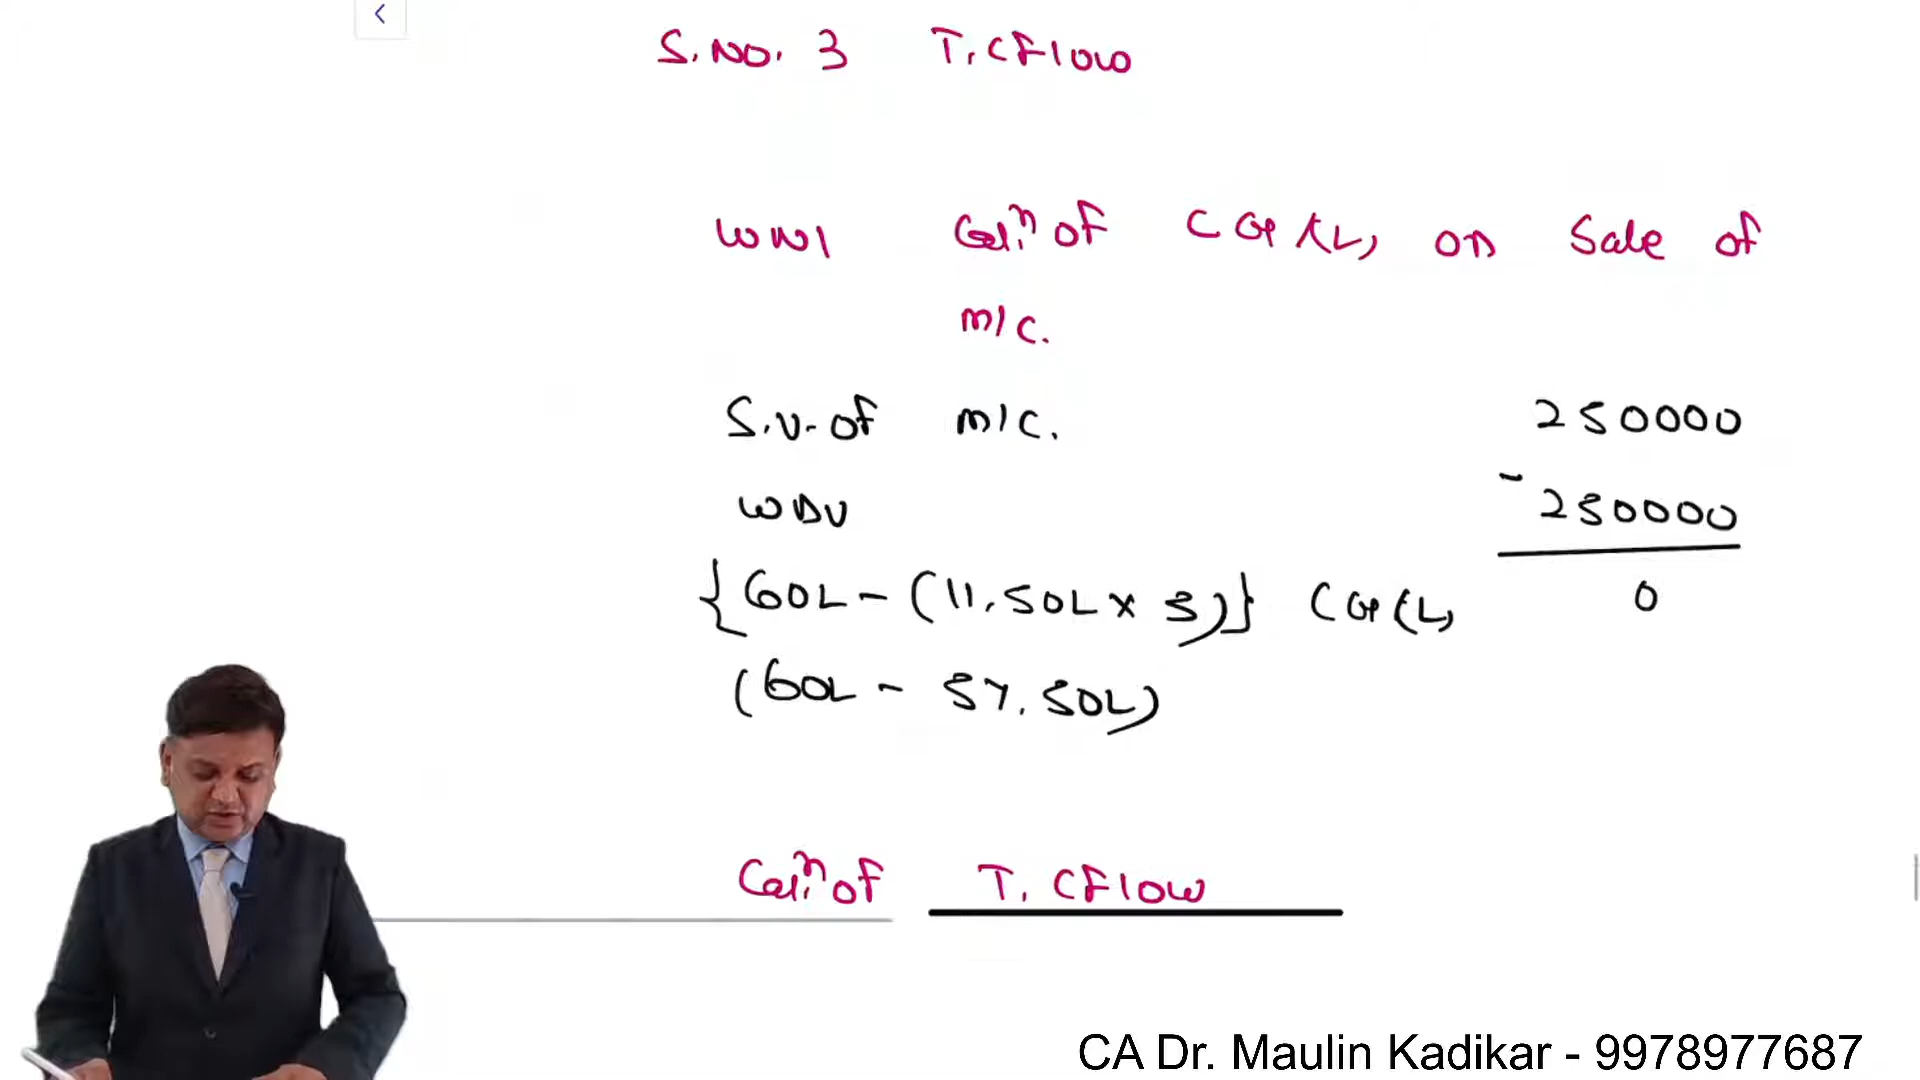 S.NO. 3 T.CFlow
WN1 Caln of CG/(L) on Sale of
M/C.
S.V. of M/C. 250000
WDV - 250000
{60L - (11.50L x 5)} CG/(L) 0
(60L - 57.50L)
Caln of T.CFlow
CA Dr. Maulin Kadikar - 9978977687